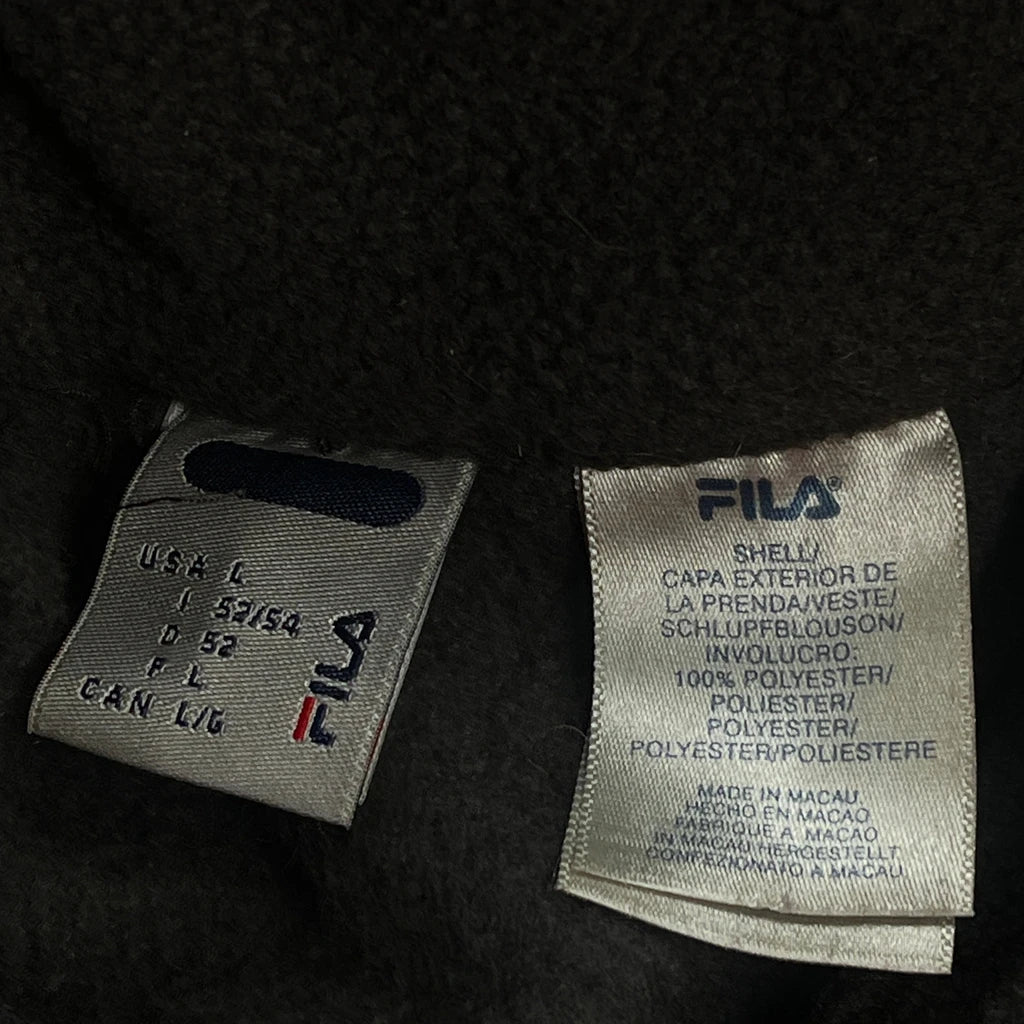 USA L
I 52/54
D 52
F L
CAN L/G
FILA
FILA®
SHELL/
CAPA EXTERIOR DE
LA PRENDA/VESTE/
SCHLUPFBLOUSON/
INVOLUCRO:
100% POLYESTER/
POLIESTER/
POLYESTER/
POLYESTER/POLIESTERE
MADE IN MACAU
HECHO EN MACAO
FABRIQUE A MACAO
IN MACAU HERGESTELLT
CONFEZIONATO A MACAU